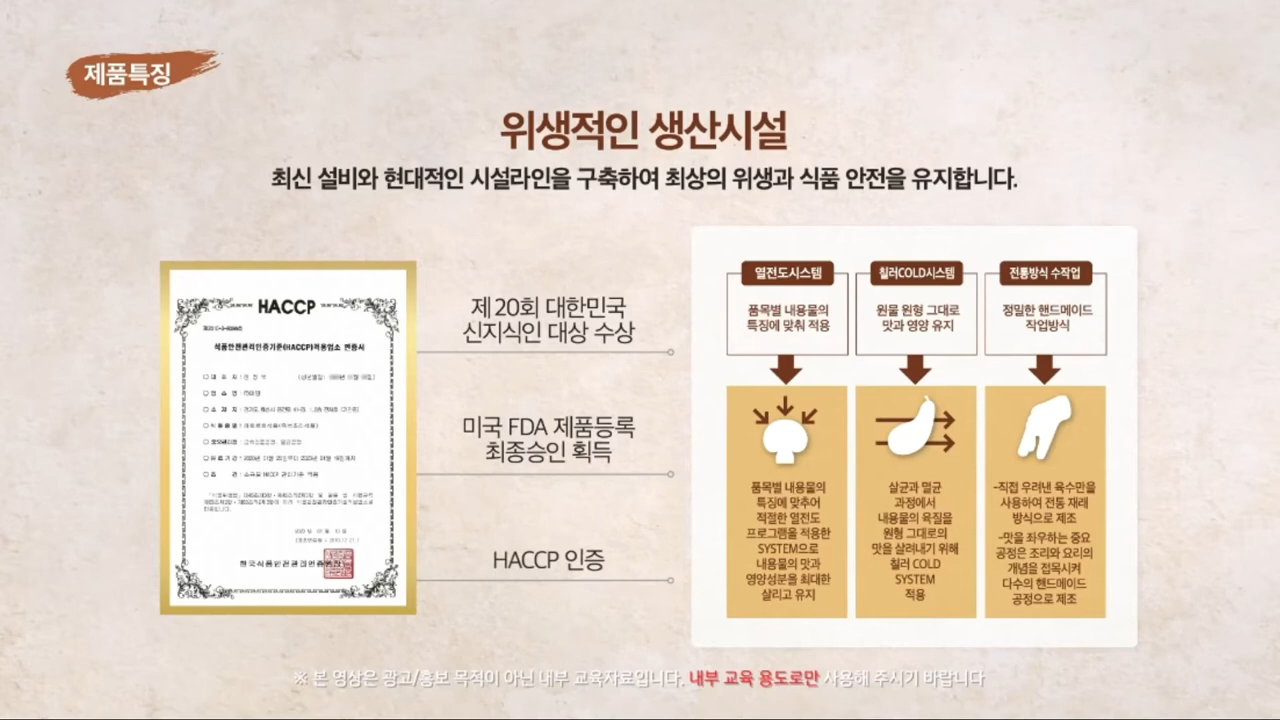 제품특징
위생적인 생산시설
최신 설비와 현대적인 시설라인을 구축하여 최상의 위생과 식품 안전을 유지합니다.
HACCP
식품안전관리인증기준(HACCP)적용업소 인증서
한국식품안전관리인증원장
제20회 대한민국
신지식인 대상 수상
미국 FDA 제품등록
최종승인 획득
HACCP 인증
열전도시스템
품목별 내용물의
특징에 맞춰 적용
품목별 내용물의
특징에 맞추어
적절한 열전도
프로그램을 적용한
SYSTEM으로
내용물의 맛과
영양성분을 최대한
살리고 유지
칠러COLD시스템
원물 원형 그대로
맛과 영양 유지
살균과 멸균
과정에서
내용물의 육질을
원형 그대로의
맛을 살려내기 위해
칠러 COLD
SYSTEM
적용
전통방식 수작업
정밀한 핸드메이드
작업방식
-직접 우려낸 육수만을
사용하여 전통 재래
방식으로 제조
-맛을 좌우하는 중요
공정은 조리와 요리의
개념을 접목시켜
다수의 핸드메이드
공정으로 제조
※ 본 영상은 광고/홍보 목적이 아닌 내부 교육자료입니다. 내부 교육 용도로만 사용해 주시기 바랍니다